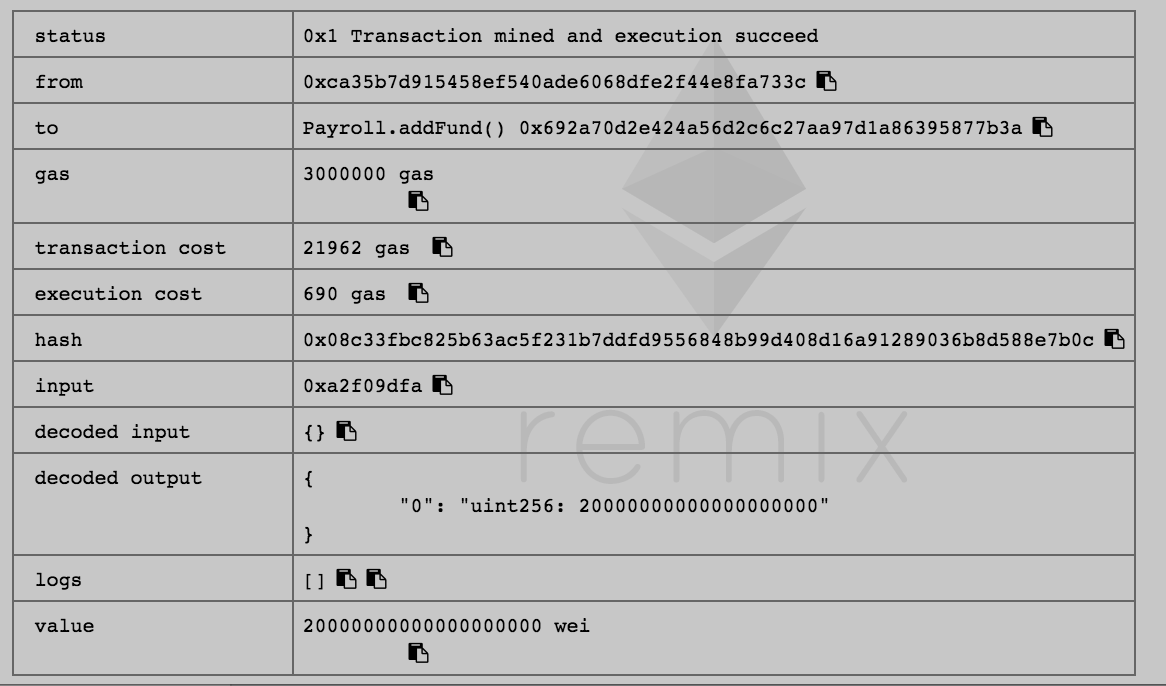 status
0x1 Transaction mined and execution succeed
from
0xca35b7d915458ef540ade6068dfe2f44e8fa733c
to
Payroll.addFund() 0x692a70d2e424a56d2c6c27aa97d1a86395877b3a
gas
3000000 gas
transaction cost
21962 gas
execution cost
690 gas
hash
0x08c33fbc825b63ac5f231b7ddfd9556848b99d408d16a91289036b8d588e7b0c
input
0xa2f09dfa
decoded input
{}
remix
decoded output
{
"0": "uint256: 20000000000000000000"
}
logs
[]
value
20000000000000000000 wei